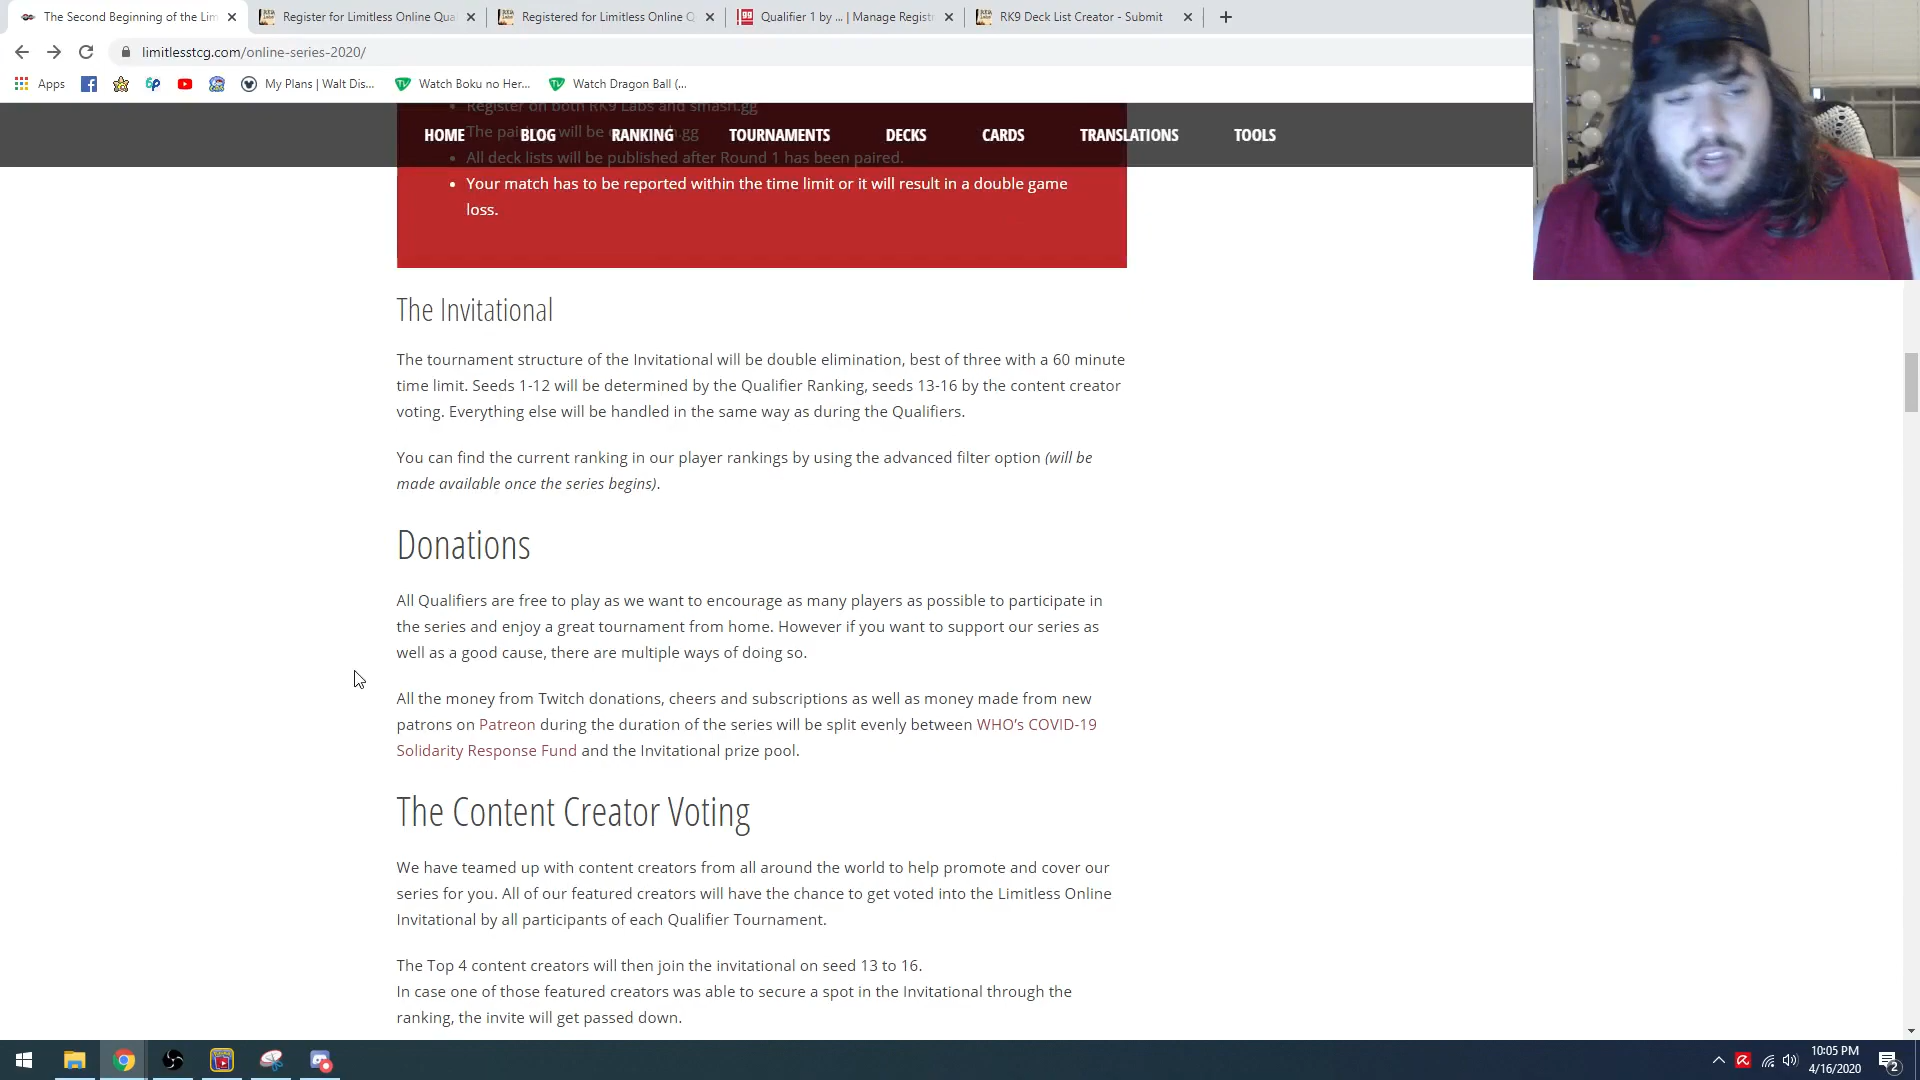 The Second Beginning of the Lim
Register for Limitless Online Qua
Registered for Limitless Online Q
Qualifier 1 by ... | Manage Registr
RK9 Deck List Creator - Submit
limitlesstcg.com/online-series-2020/
Apps
My Plans | Walt Dis...
Watch Boku no Her...
Watch Dragon Ball (...
Register on both RK9 Labs and smash.gg
HOME
BLOG
RANKING
TOURNAMENTS
DECKS
CARDS
TRANSLATIONS
TOOLS
• All deck lists will be published after Round 1 has been paired.
• Your match has to be reported within the time limit or it will result in a double game
loss.
The Invitational
The tournament structure of the Invitational will be double elimination, best of three with a 60 minute
time limit. Seeds 1-12 will be determined by the Qualifier Ranking, seeds 13-16 by the content creator
voting. Everything else will be handled in the same way as during the Qualifiers.
You can find the current ranking in our player rankings by using the advanced filter option (will be
made available once the series begins).
Donations
All Qualifiers are free to play as we want to encourage as many players as possible to participate in
the series and enjoy a great tournament from home. However if you want to support our series as
well as a good cause, there are multiple ways of doing so.
All the money from Twitch donations, cheers and subscriptions as well as money made from new
patrons on Patreon during the duration of the series will be split evenly between WHO's COVID-19
Solidarity Response Fund and the Invitational prize pool.
The Content Creator Voting
We have teamed up with content creators from all around the world to help promote and cover our
series for you. All of our featured creators will have the chance to get voted into the Limitless Online
Invitational by all participants of each Qualifier Tournament.
The Top 4 content creators will then join the invitational on seed 13 to 16.
In case one of those featured creators was able to secure a spot in the Invitational through the
ranking, the invite will get passed down.
10:05 PM
4/16/2020
2